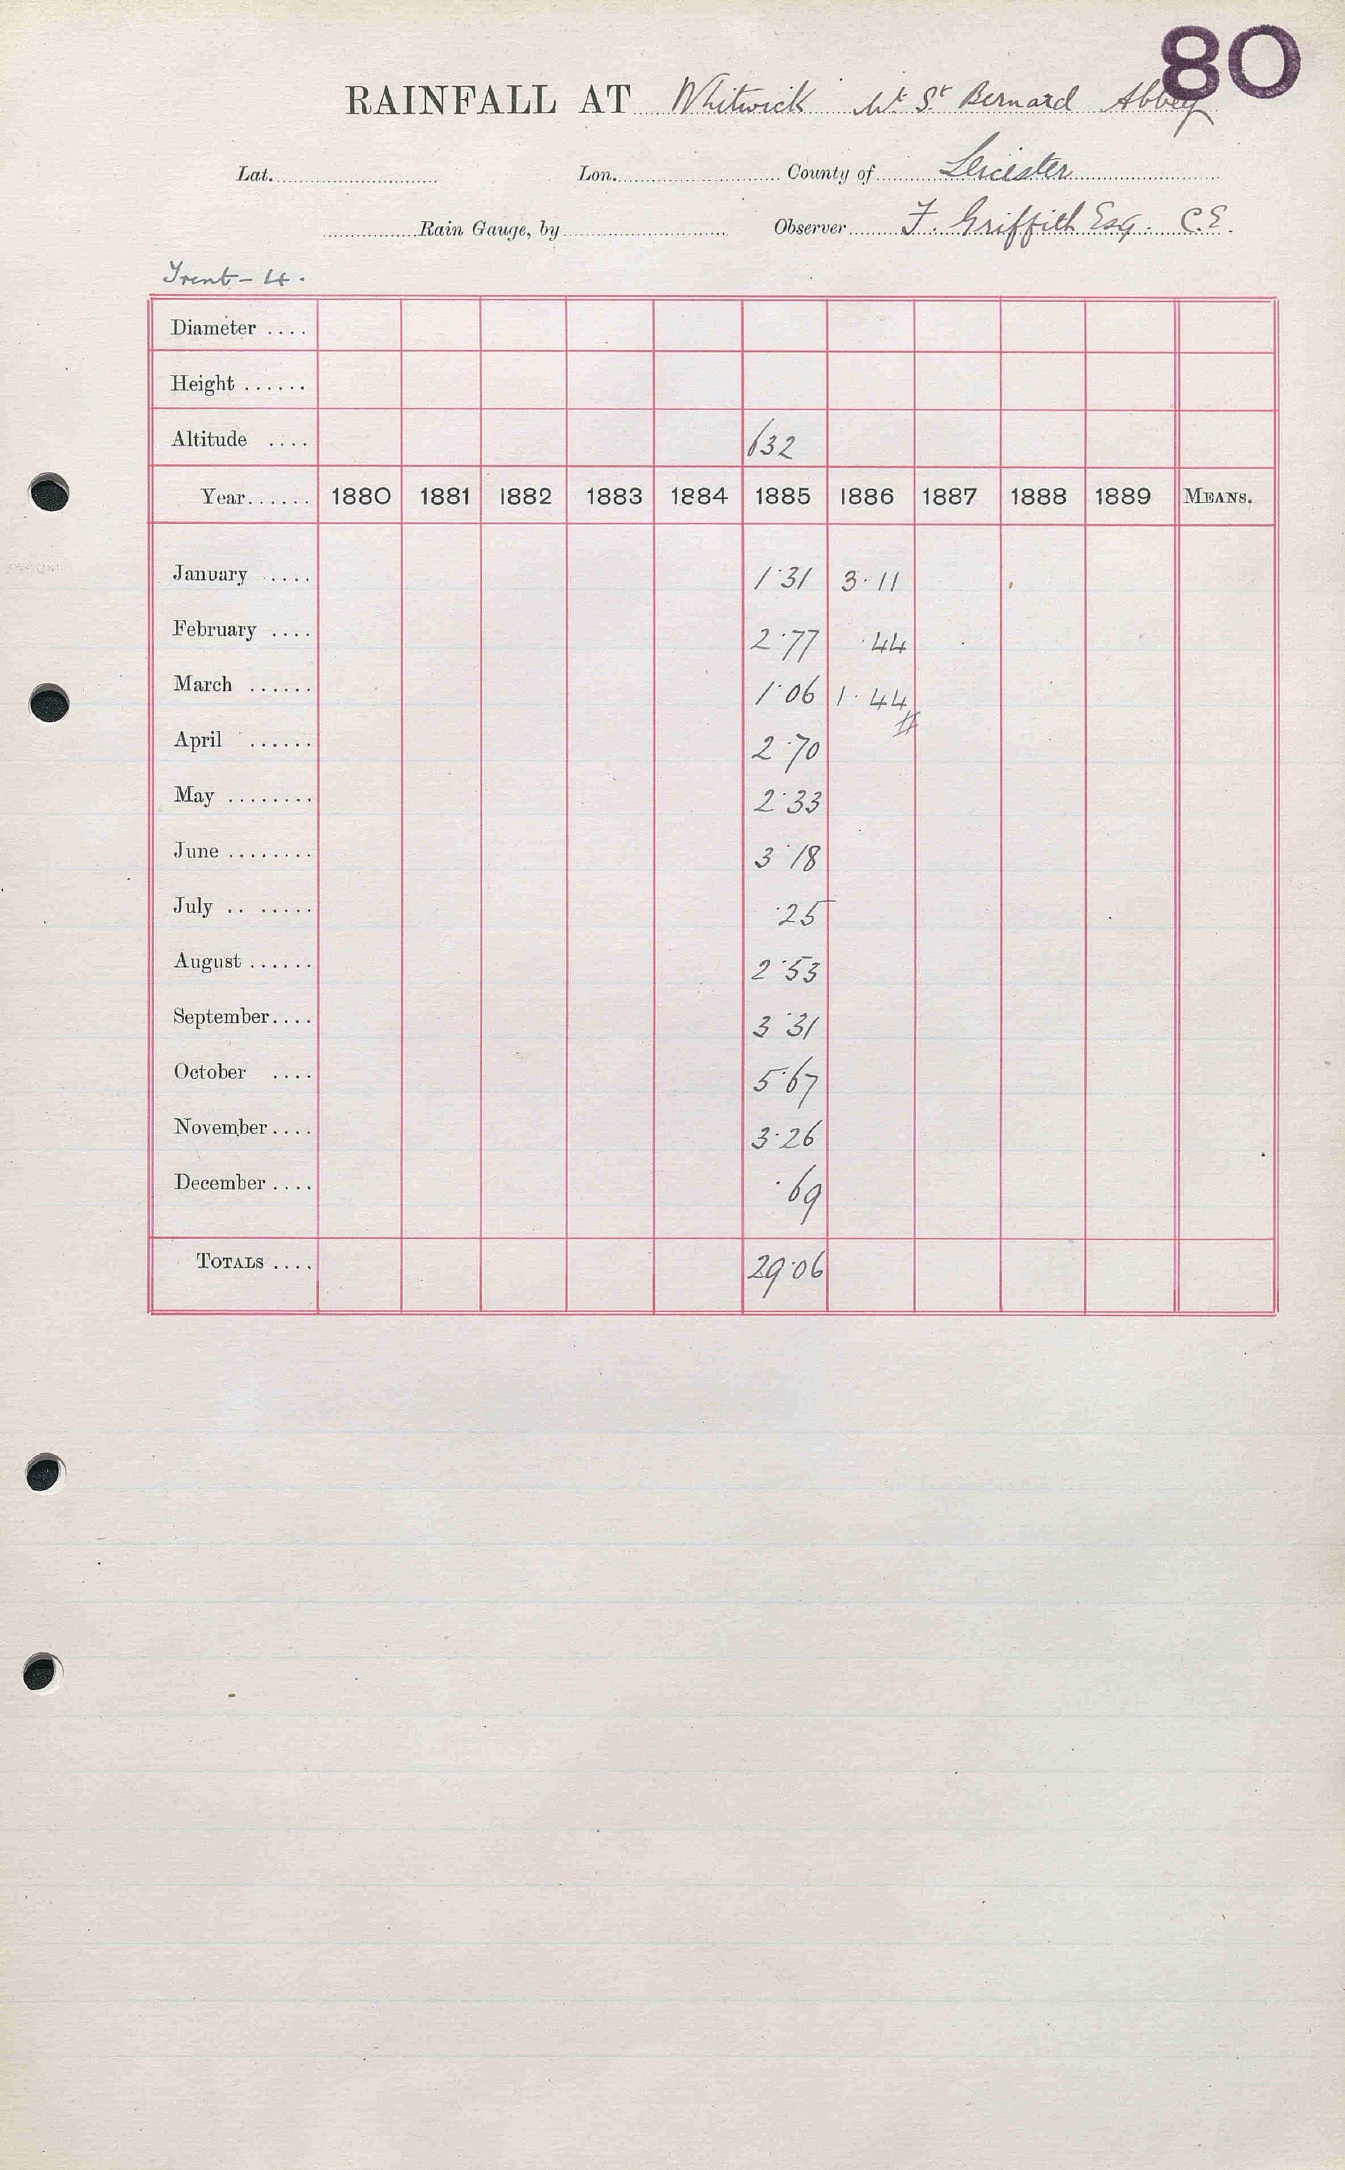 80
RAINFALL AT Whitwick Mt St Bernard Abbey
Lat. Lon. County of Leicester
Rain Gauge, by Observer F. Griffith Esq. C.E.
Trent - 4.
Diameter ....
Height ......
Altitude .... 632
Year...... 1880 1881 1882 1883 1884 1885 1886 1887 1888 1889 MEANS.
January .... 1.31 3.11
February .... 2.77 .44
March ...... 1.06 1.44
April ...... 2.70
May ........ 2.33
June ........ 3.18
July .. ..... .25
August ...... 2.53
September.... 3.31
October .... 5.67
November.... 3.26
December.... .69
TOTALS .... 29.06